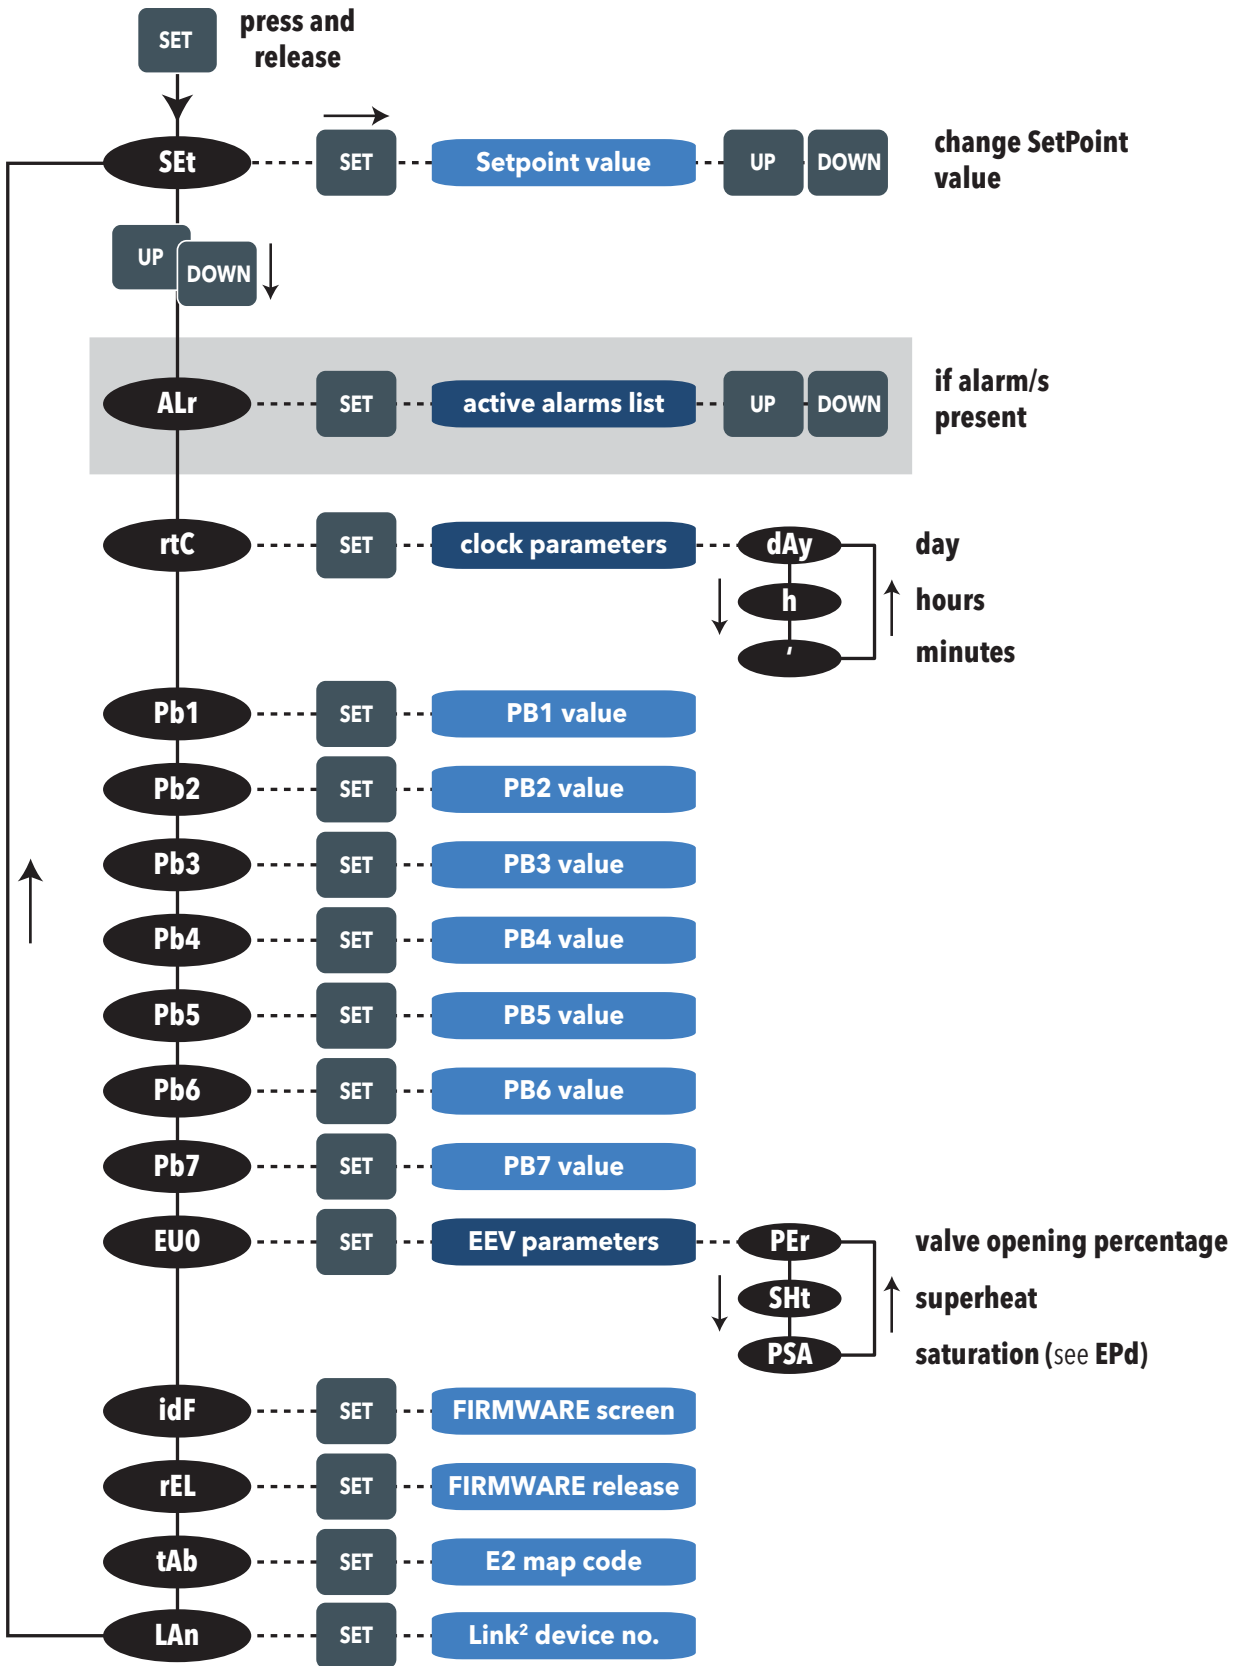 SET
press and
release
SEt
SET
Setpoint value
UP
DOWN
change SetPoint
value
UP
DOWN
ALr
SET
active alarms list
UP
DOWN
if alarm/s
present
rtC
SET
clock parameters
dAy
day
h
hours
'
minutes
Pb1
SET
PB1 value
Pb2
SET
PB2 value
Pb3
SET
PB3 value
Pb4
SET
PB4 value
Pb5
SET
PB5 value
Pb6
SET
PB6 value
Pb7
SET
PB7 value
EU0
SET
EEV parameters
PEr
valve opening percentage
SHt
superheat
PSA
saturation (see EPd)
idF
SET
FIRMWARE screen
rEL
SET
FIRMWARE release
tAb
SET
E2 map code
LAn
SET
Link² device no.